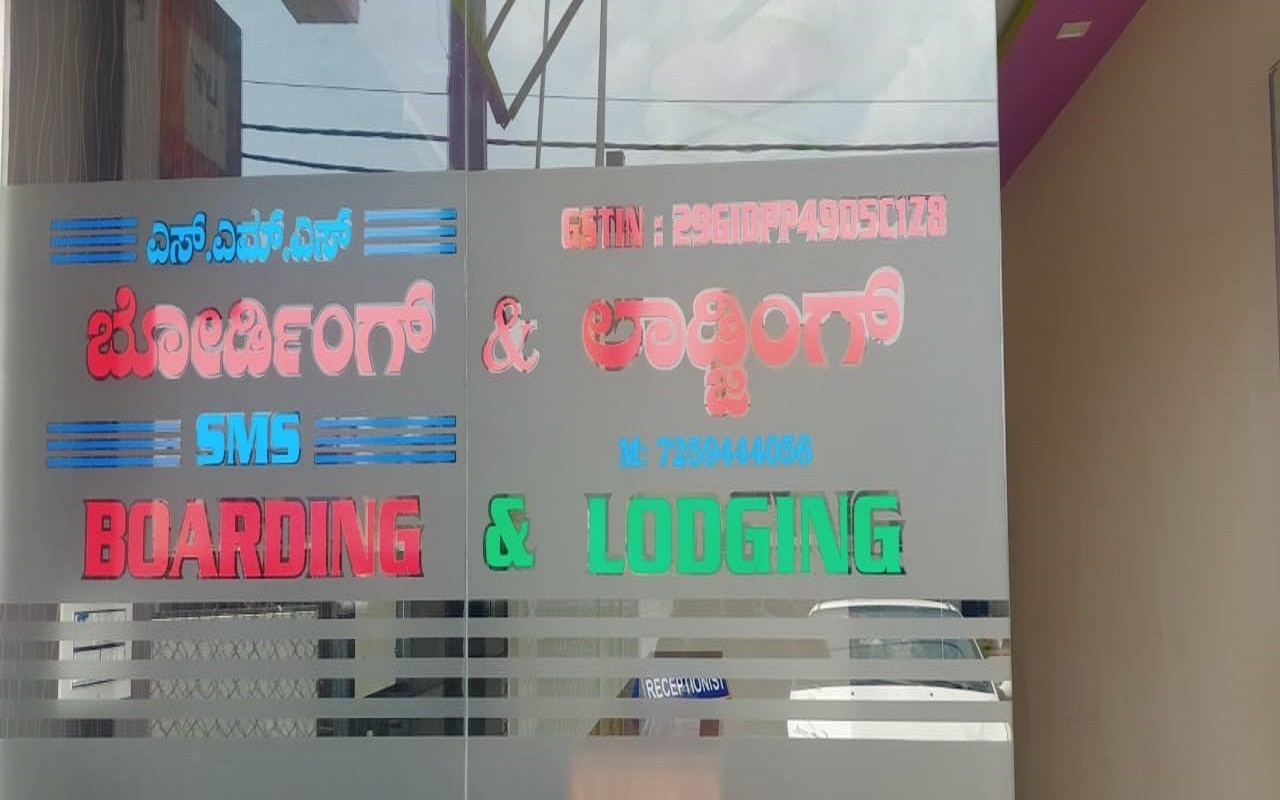 ಎಸ್.ಎಮ್.ಎಸ್
GSTIN : 29GIDPP4905C1Z8
ಬೋರ್ಡಿಂಗ್ & ಲಾಡ್ಜಿಂಗ್
SMS
M: 7259444056
BOARDING & LODGING
RECEPTIONIST